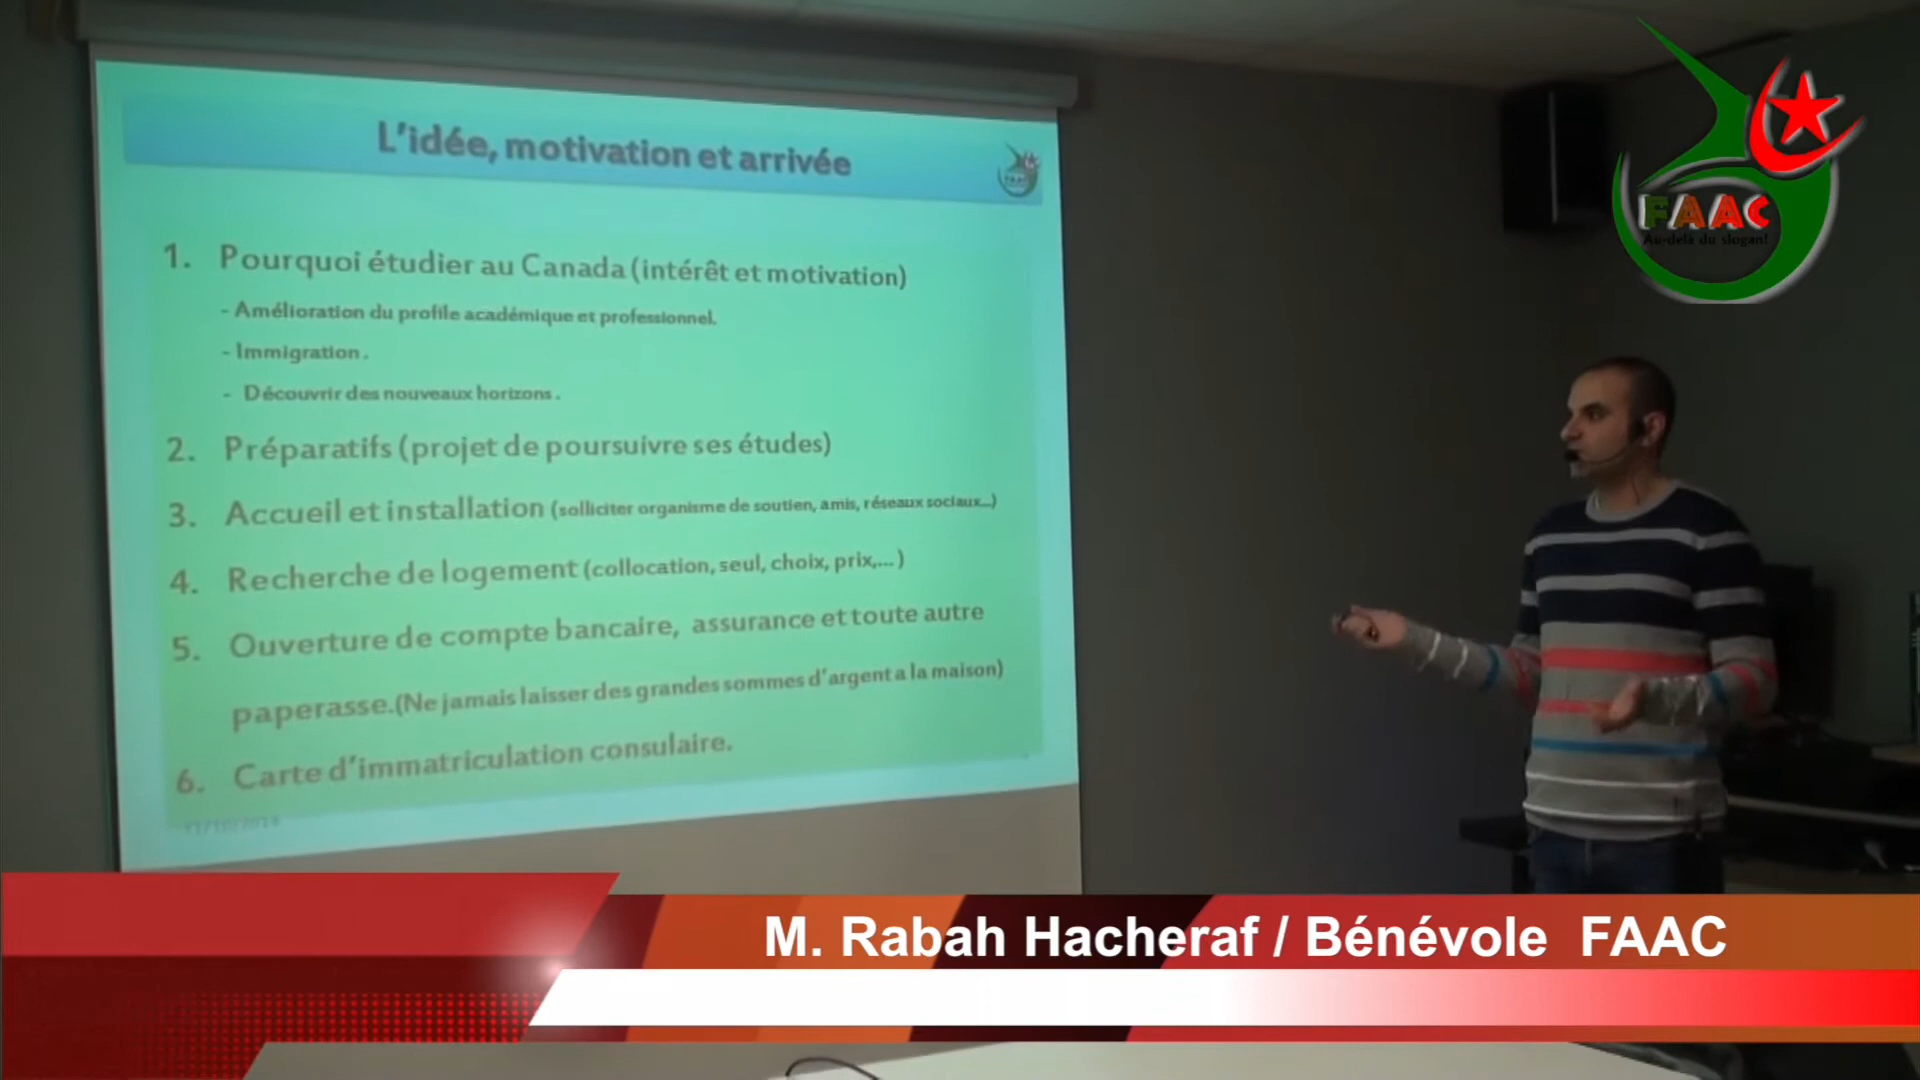 L'idée, motivation et arrivée
FAAC
Au-delà du slogan!
1. Pourquoi étudier au Canada (intérêt et motivation)
- Amélioration du profile académique et professionnel.
- Immigration.
- Découvrir des nouveaux horizons.
2. Préparatifs (projet de poursuivre ses études)
3. Accueil et installation (solliciter organisme de soutien, amis, réseaux sociaux...)
4. Recherche de logement (collocation, seul, choix, prix,...)
5. Ouverture de compte bancaire, assurance et toute autre
paperasse.(Ne jamais laisser des grandes sommes d'argent a la maison)
6. Carte d'immatriculation consulaire.
M. Rabah Hacheraf / Bénévole FAAC